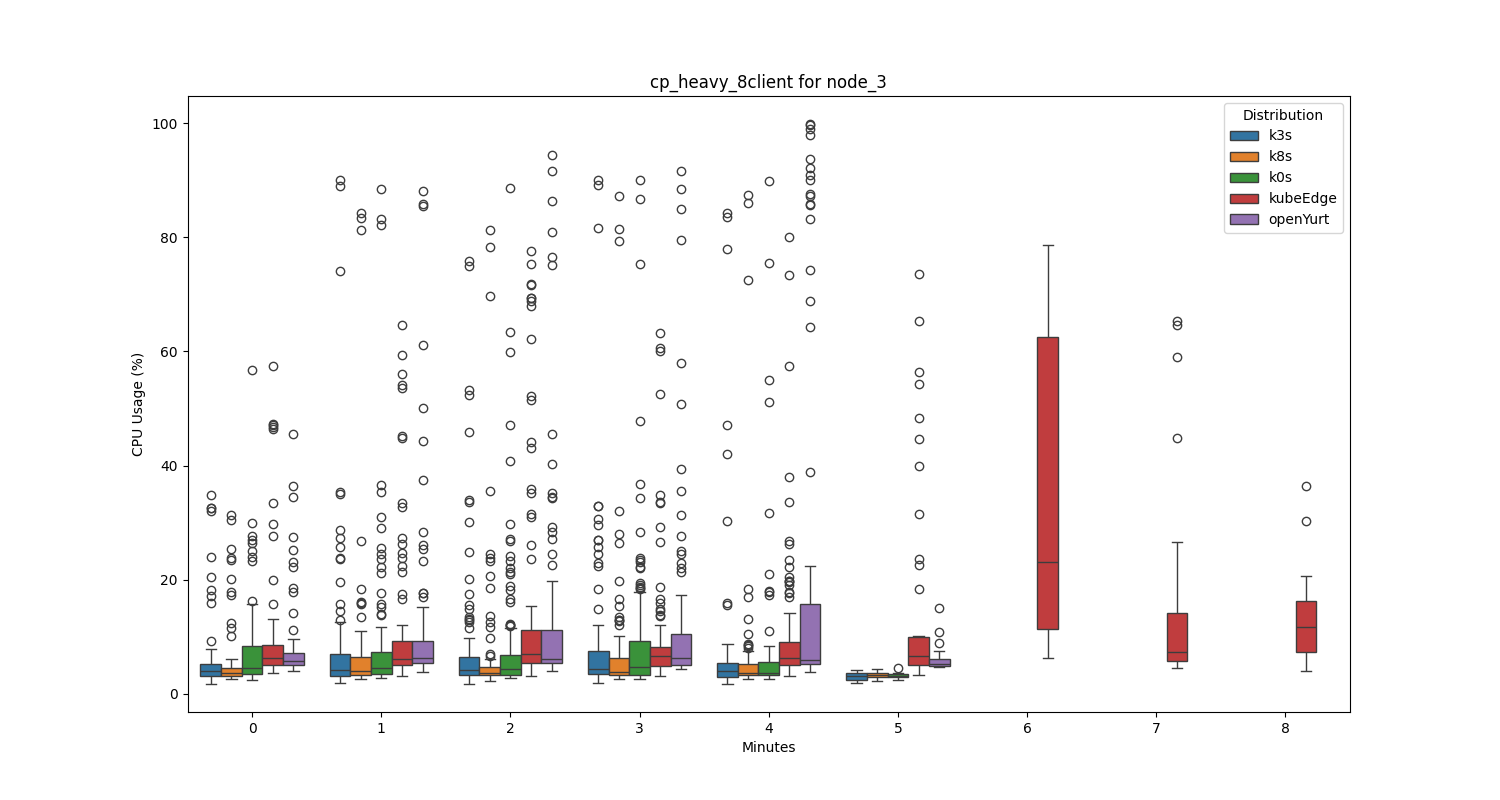 cp_heavy_8client for node_3
Distribution
k3s
k8s
k0s
kubeEdge
openYurt
CPU Usage (%)
100
80
60
40
20
0
0 1 2 3 4 5 6 7 8
Minutes